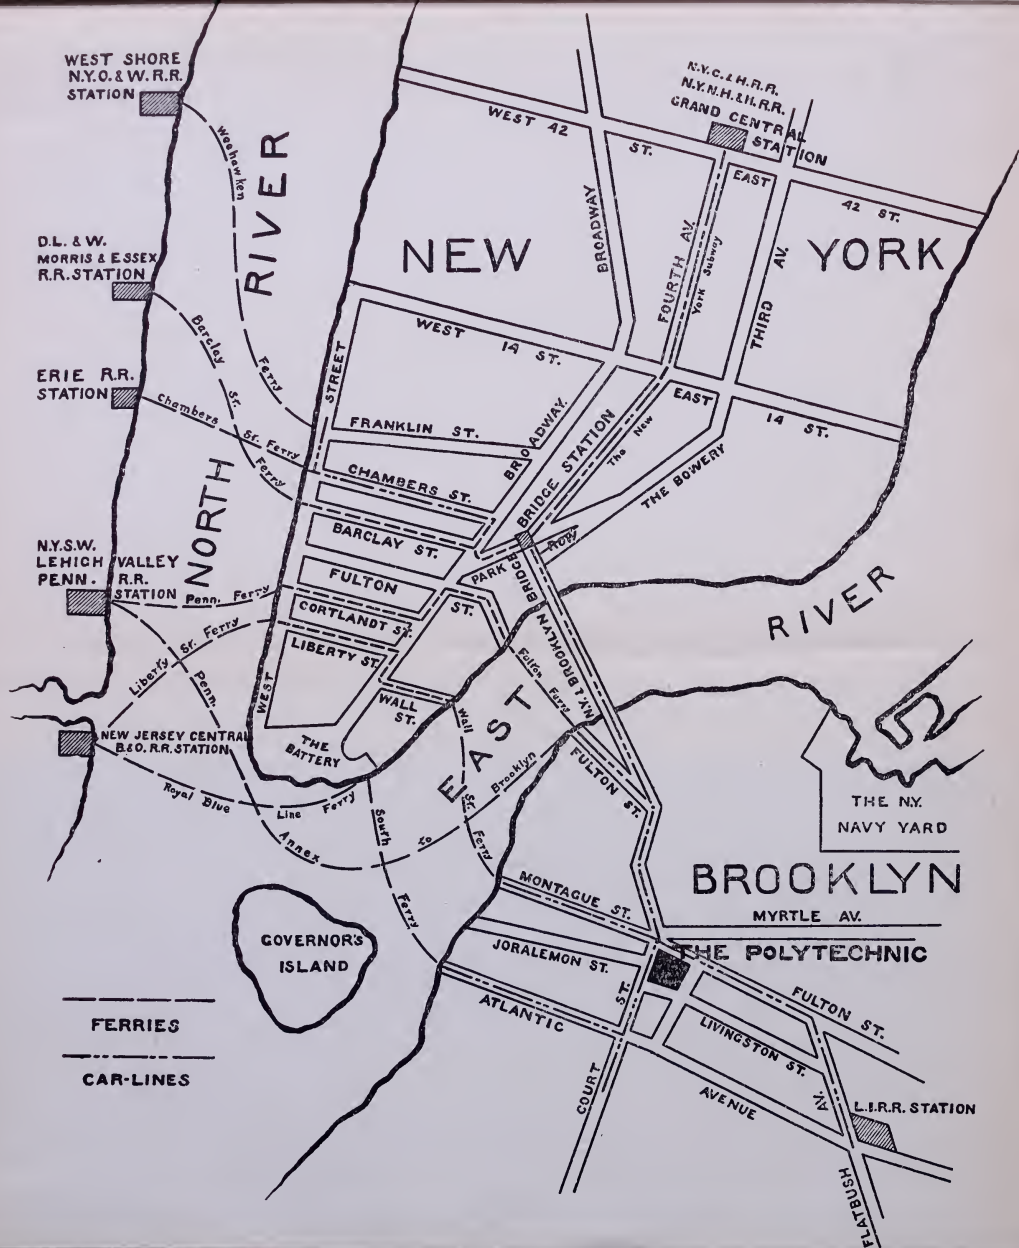 WEST SHORE
N.Y.O. & W. R.R.
STATION
N.Y.C. & H.R.R.
N.Y.N.H. & H.R.R.
GRAND CENTRAL
STATION
WEST 42 ST.
EAST 42 ST.
Weehawken Ferry
RIVER
D.L. & W.
MORRIS & ESSEX
R.R. STATION
NEW YORK
BROADWAY
FOURTH AV.
York Subway
THIRD AV.
Barclay St. Ferry
WEST 14 ST.
EAST 14 ST.
ERIE R.R.
STATION
Chambers St. Ferry
STREET
FRANKLIN ST.
BROADWAY.
BRIDGE STATION
The New
THE BOWERY
CHAMBERS ST.
NORTH
BARCLAY ST.
PARK ROW
BRIDGE
N.Y.S.W.
LEHIGH VALLEY
PENN. R.R.
STATION
Penn. Ferry
FULTON ST.
CORTLANDT ST.
LIBERTY ST.
Liberty St. Ferry
Penn.
RIVER
WEST
WALL
ST.
Fulton Ferry
N.Y. & BROOKLYN
EAST
NEW JERSEY CENTRAL
B. & O. R.R. STATION
THE
BATTERY
Wall St. Ferry
Royal Blue Line Ferry
Annex to Brooklyn
South Ferry
FULTON ST.
THE N.Y.
NAVY YARD
BROOKLYN
MYRTLE AV.
THE POLYTECHNIC
MONTAGUE ST.
JORALEMON ST.
GOVERNOR'S
ISLAND
ATLANTIC
AVENUE
FULTON ST.
LIVINGSTON ST.
COURT ST.
L.I.R.R. STATION
FLATBUSH AV.
FERRIES
CAR-LINES